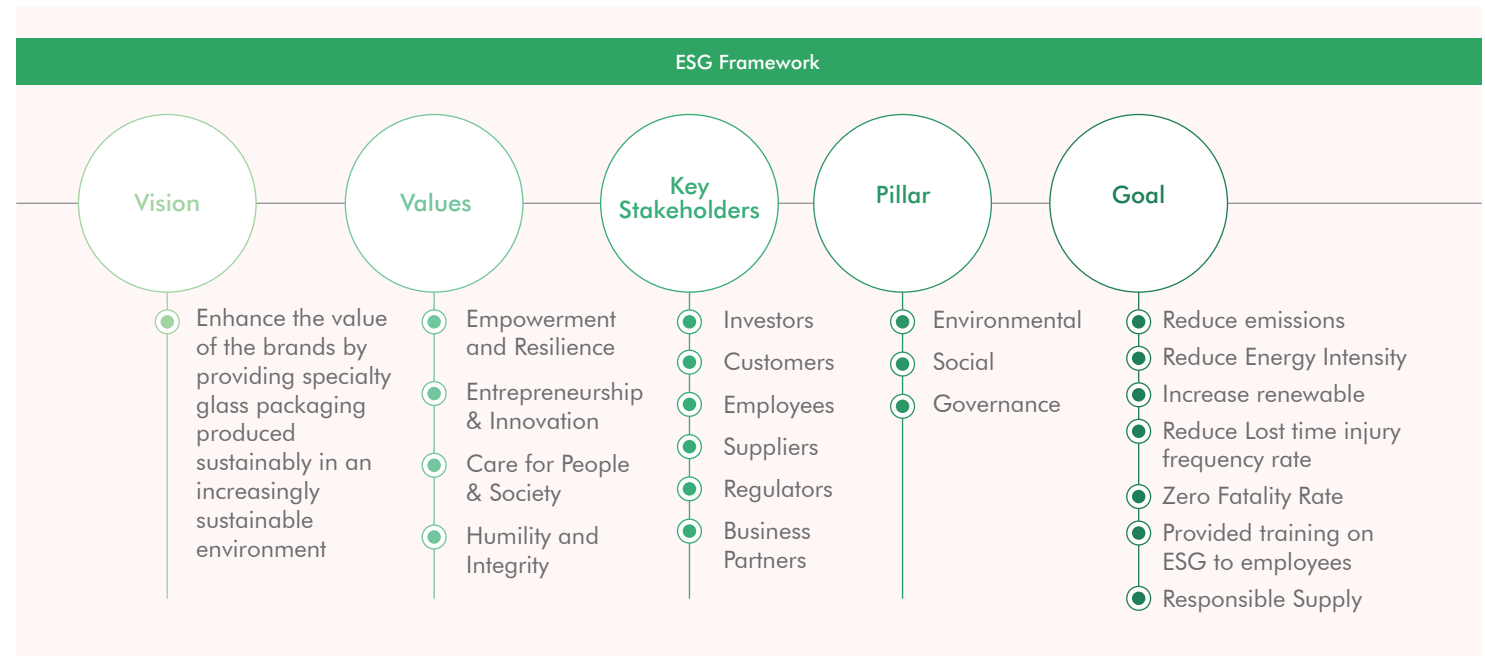 ESG Framework
Vision
Values
Key
Stakeholders
Pillar
Goal
Enhance the value
of the brands by
providing specialty
glass packaging
produced
sustainably in an
increasingly
sustainable
environment
Empowerment
and Resilience
Entrepreneurship
& Innovation
Care for People
& Society
Humility and
Integrity
Investors
Customers
Employees
Suppliers
Regulators
Business
Partners
Environmental
Social
Governance
Reduce emissions
Reduce Energy Intensity
Increase renewable
Reduce Lost time injury
frequency rate
Zero Fatality Rate
Provided training on
ESG to employees
Responsible Supply